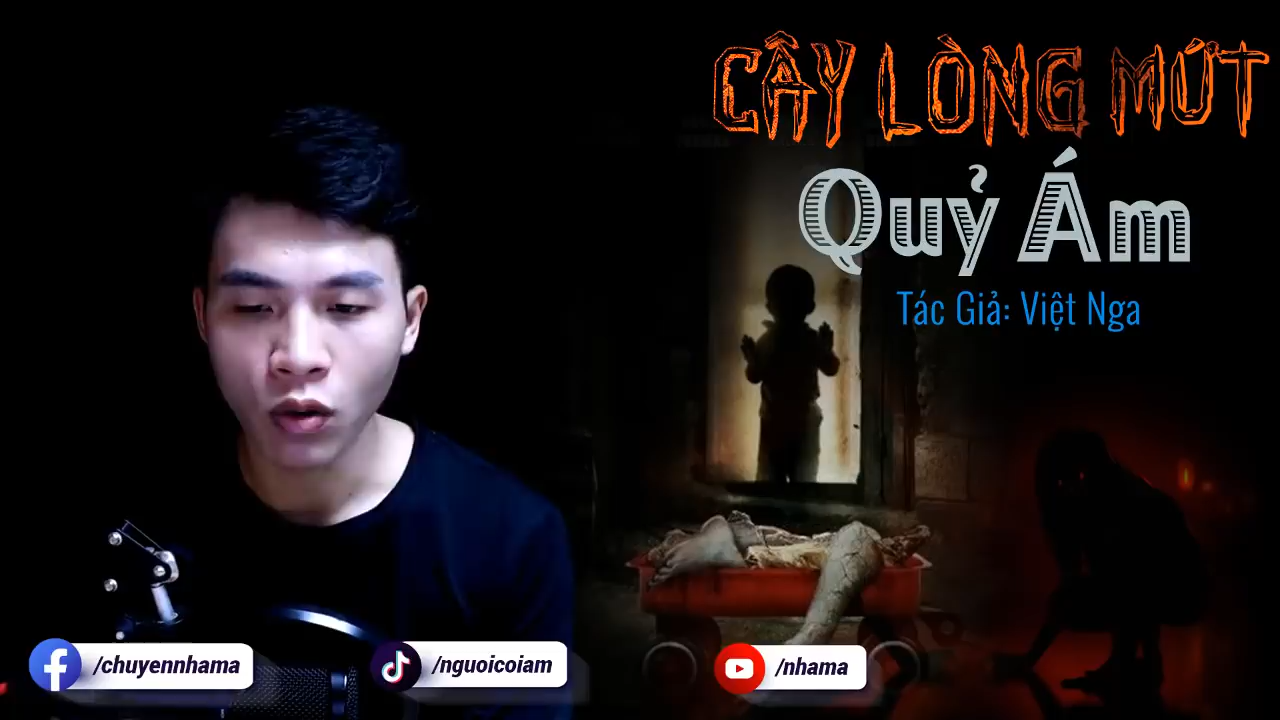 CÂY LÒNG MỨT
Quỷ Ám
Tác Giả: Việt Nga
/chuyennhama
/nguoicoiam
/nhama